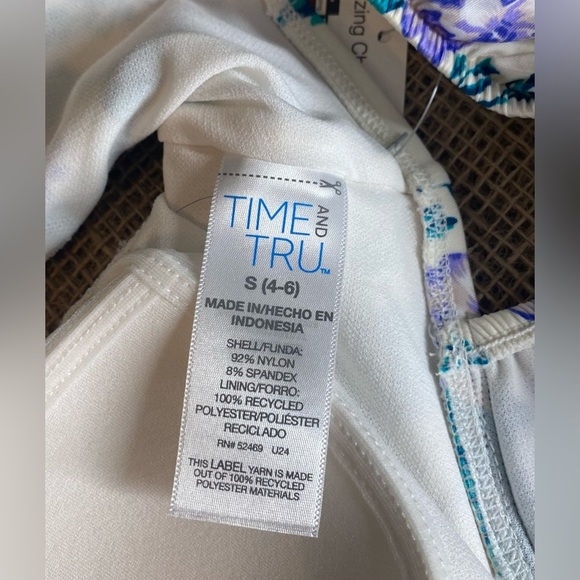 TIME AND
TRU™
S (4-6)
MADE IN/HECHO EN
INDONESIA
SHELL/FUNDA:
92% NYLON
8% SPANDEX
LINING/FORRO:
100% RECYCLED
POLYESTER/POLIÉSTER
RECICLADO
RN# 52469 U24
THIS LABEL YARN IS MADE
OUT OF 100% RECYCLED
POLYESTER MATERIALS